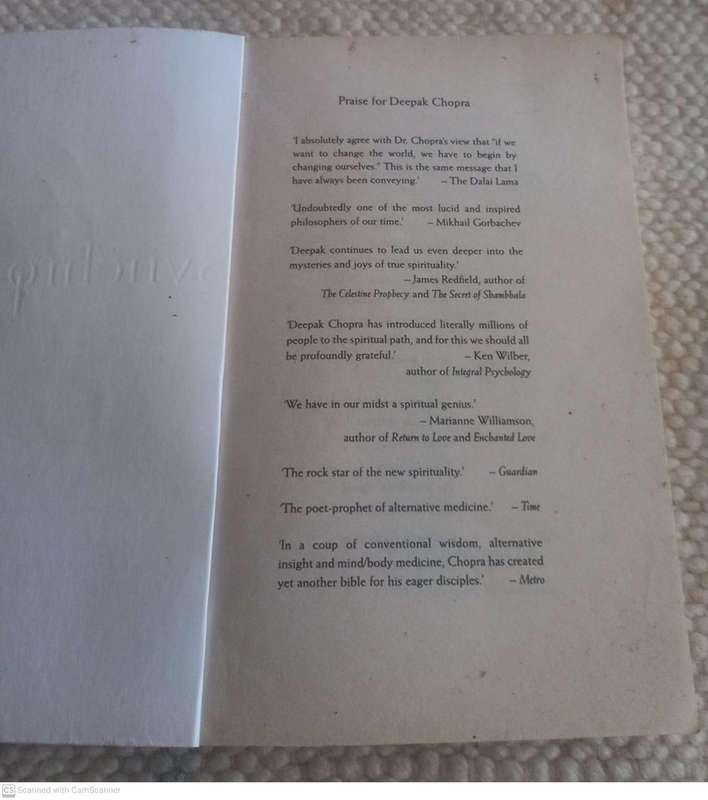 Praise for Deepak Chopra
'I absolutely agree with Dr. Chopra's view that "if we
want to change the world, we have to begin by
changing ourselves." This is the same message that I
have always been conveying.' – The Dalai Lama
'Undoubtedly one of the most lucid and inspired
philosophers of our time.' – Mikhail Gorbachev
'Deepak continues to lead us even deeper into the
mysteries and joys of true spirituality.'
– James Redfield, author of
The Celestine Prophecy and The Secret of Shambhala
'Deepak Chopra has introduced literally millions of
people to the spiritual path, and for this we should all
be profoundly grateful.' – Ken Wilber,
author of Integral Psychology
'We have in our midst a spiritual genius.'
– Marianne Williamson,
author of Return to Love and Enchanted Love
'The rock star of the new spirituality.' – Guardian
'The poet-prophet of alternative medicine.' – Time
'In a coup of conventional wisdom, alternative
insight and mind/body medicine, Chopra has created
yet another bible for his eager disciples.' – Metro
CS Scanned with CamScanner